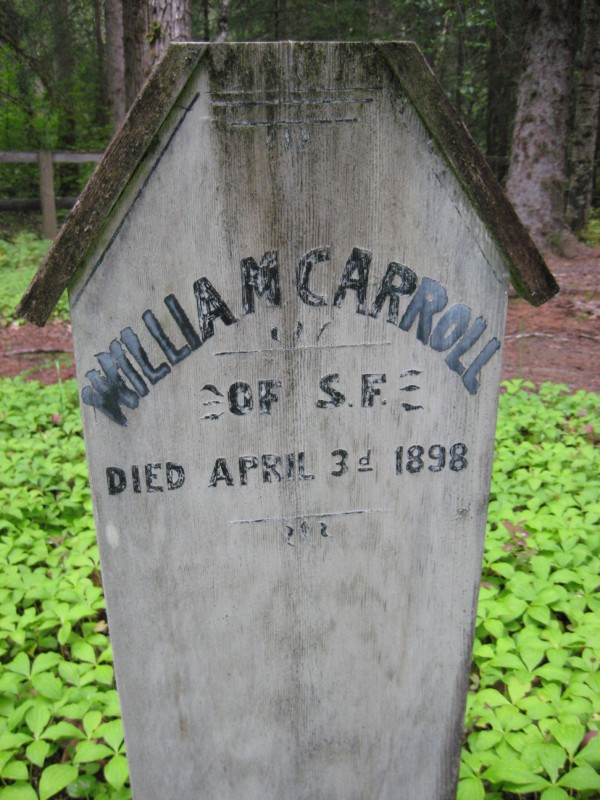 WILLIAM CARROLL
OF S.F.
DIED APRIL 3d 1898